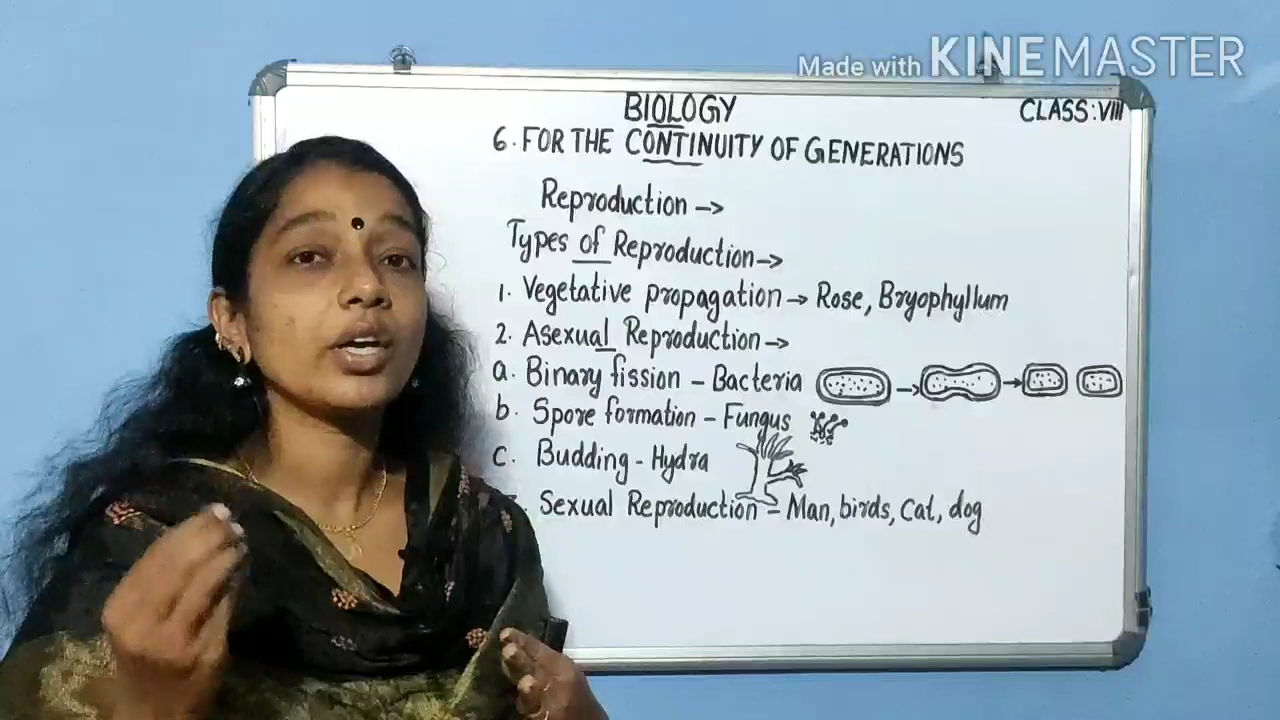 Made with KINEMASTER
BIOLOGY
CLASS: VIII
6. FOR THE CONTINUITY OF GENERATIONS
Reproduction →
Types of Reproduction →
1. Vegetative propagation → Rose, Bryophyllum
2. Asexual Reproduction →
a. Binary fission - Bacteria
b. Spore formation - Fungus
c. Budding - Hydra
Sexual Reproduction - Man, birds, Cat, dog